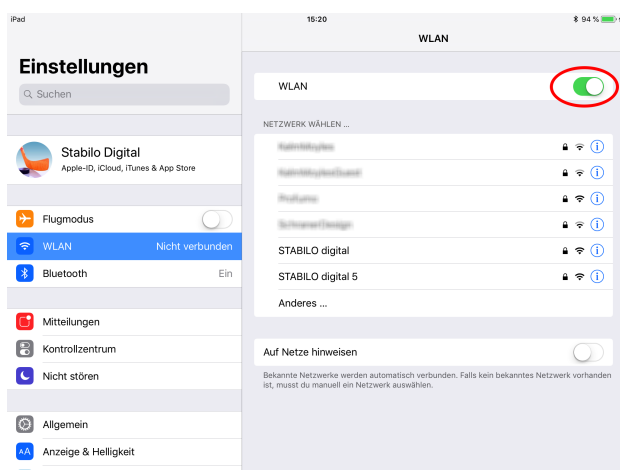 iPad
15:20
94 %
WLAN
Einstellungen
Suchen
Stabilo Digital
Apple-ID, iCloud, iTunes & App Store
Flugmodus
WLAN Nicht verbunden
Bluetooth Ein
Mitteilungen
Kontrollzentrum
Nicht stören
Allgemein
AA Anzeige & Helligkeit
WLAN
NETZWERK WÄHLEN ...
STABILO digital
STABILO digital 5
Anderes ...
Auf Netze hinweisen
Bekannte Netzwerke werden automatisch verbunden. Falls kein bekanntes Netzwerk vorhanden
ist, musst du manuell ein Netzwerk auswählen.